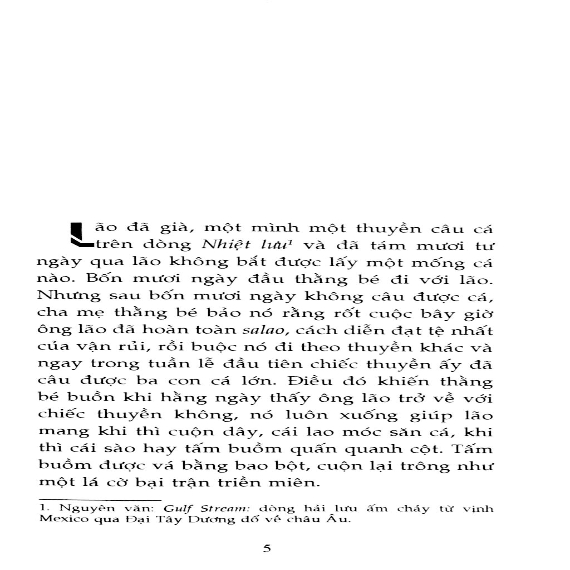 Lão đã già, một mình một thuyền câu cá
trên dòng Nhiệt lưu¹ và đã tám mươi tư
ngày qua lão không bắt được lấy một mống cá
nào. Bốn mươi ngày đầu thằng bé đi với lão.
Nhưng sau bốn mươi ngày không câu được cá,
cha mẹ thằng bé bảo nó rằng rốt cuộc bây giờ
ông lão đã hoàn toàn salao, cách diễn đạt tệ nhất
của vận rủi, rồi buộc nó đi theo thuyền khác và
ngay trong tuần lễ đầu tiên chiếc thuyền ấy đã
câu được ba con cá lớn. Điều đó khiến thằng
bé buồn khi hằng ngày thấy ông lão trở về với
chiếc thuyền không, nó luôn xuống giúp lão
mang khi thì cuộn dây, cái lao móc săn cá, khi
thì cái sào hay tấm buồm quấn quanh cột. Tấm
buồm được vá bằng bao bột, cuộn lại trông như
một lá cờ bại trận triền miên.
1. Nguyên văn: Gulf Stream: dòng hải lưu ấm chảy từ vịnh
Mexico qua Đại Tây Dương đổ về châu Âu.
5